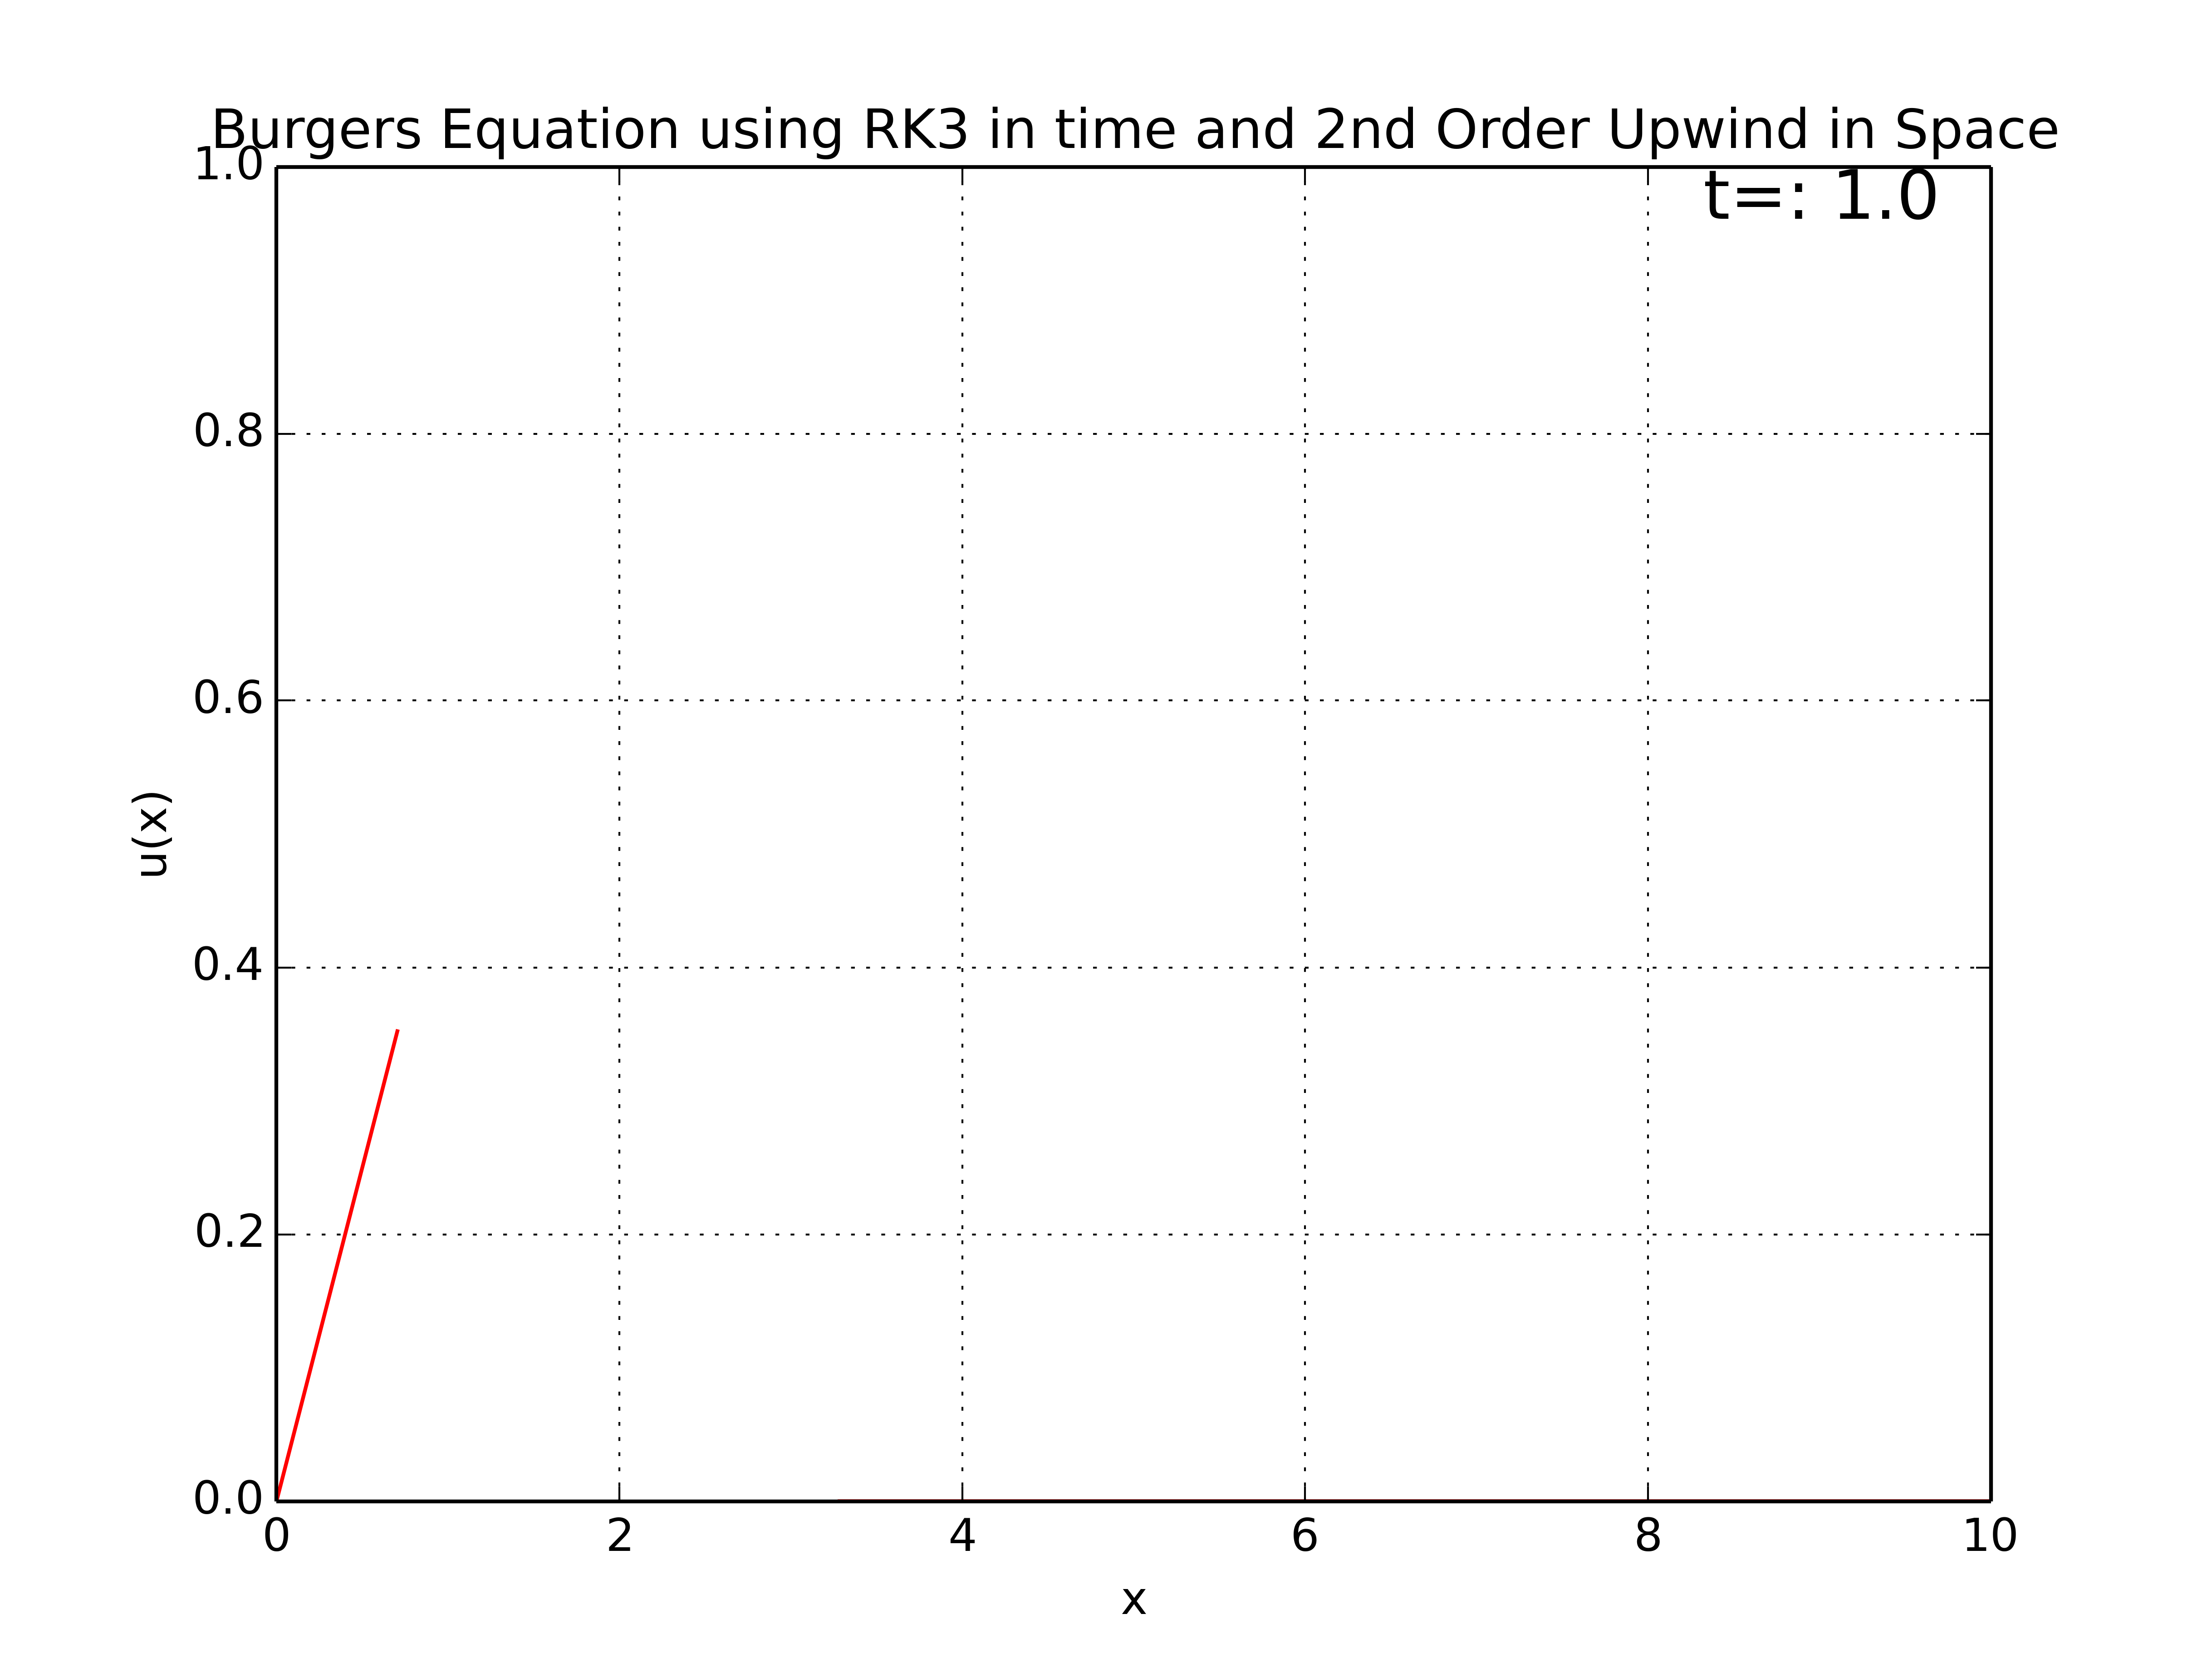 Burgers Equation using RK3 in time and 2nd Order Upwind in Space
t=: 1.0
1.0
0.8
0.6
0.4
0.2
0.0
u(x)
0 2 4 6 8 10
x